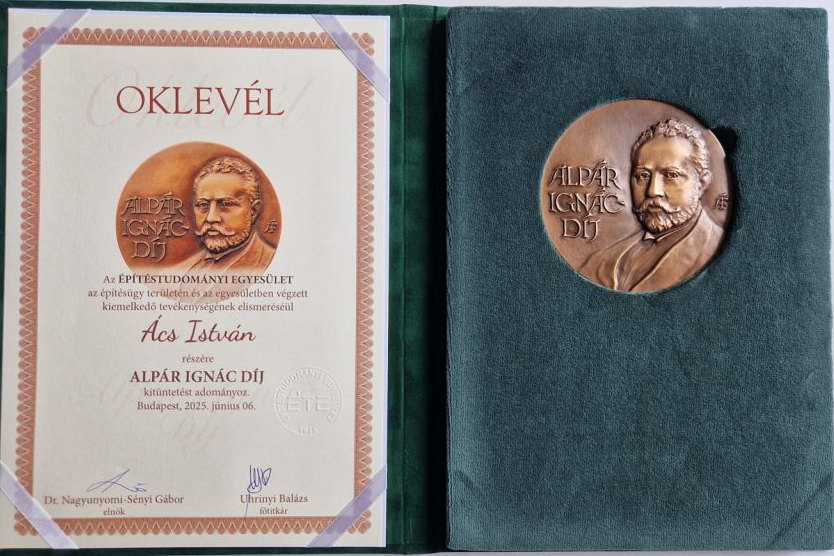 OKLEVÉL
ALPÁR
IGNÁC
DÍJ
Az ÉPÍTÉSTUDOMÁNYI EGYESÜLET
az építésügy területén és az egyesületben végzett
kiemelkedő tevékenységének elismeréséül
Ács István
részére
ALPÁR IGNÁC DÍJ
kitüntetést adományoz.
Budapest, 2025. június 06.
ÉTE
Dr. Nagyunyomi-Sényi Gábor
elnök
Uhrinyi Balázs
főtitkár
ALPÁR
IGNÁC
DÍJ